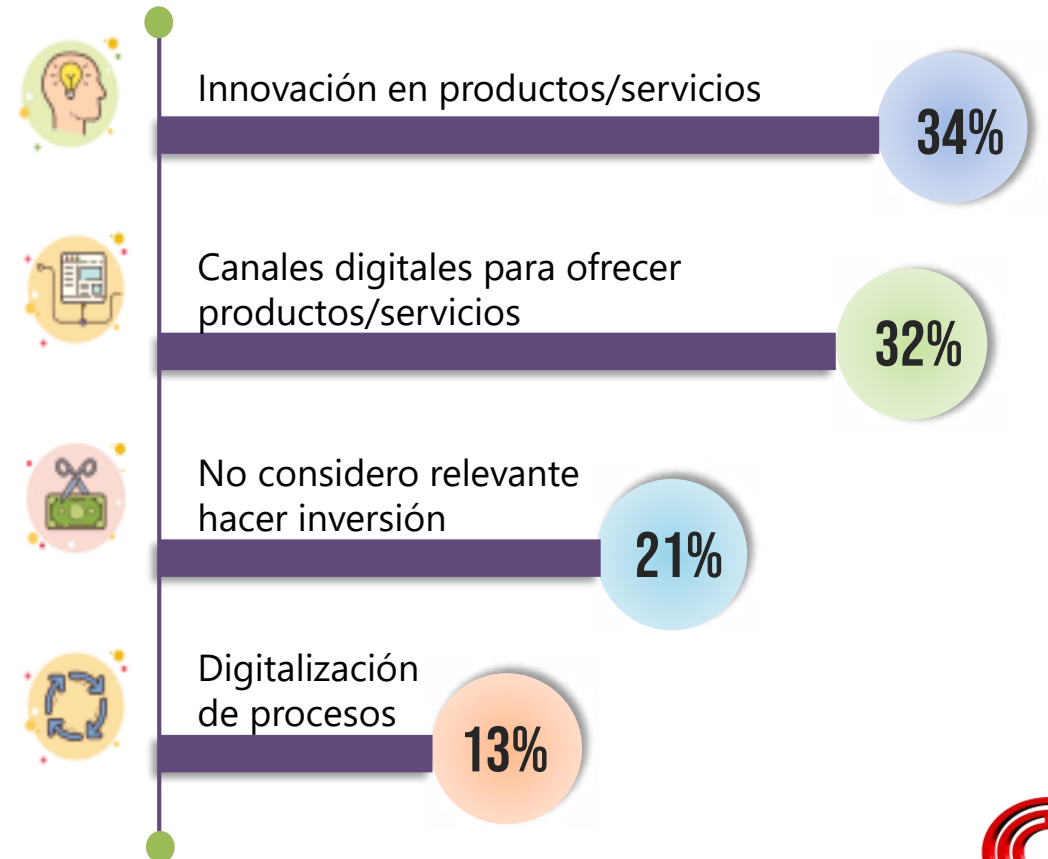 Innovación en productos/servicios
34%
Canales digitales para ofrecer
productos/servicios
32%
No considero relevante
hacer inversión
21%
Digitalización
de procesos
13%